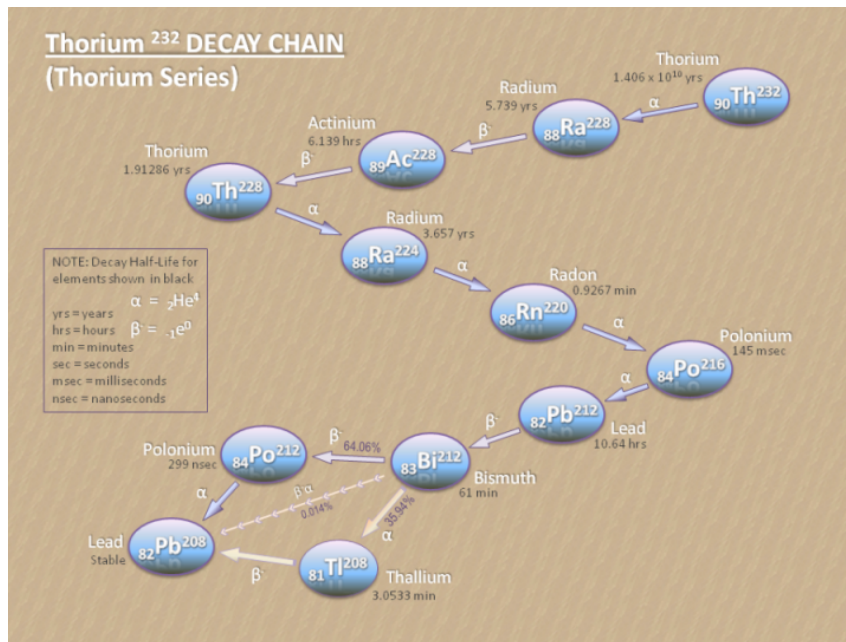 Thorium ²³² DECAY CHAIN
(Thorium Series)
Thorium
1.406 x 10¹⁰ yrs
₉₀Th²³²
α
Radium
5.739 yrs
₈₈Ra²²⁸
β⁻
Actinium
6.139 hrs
₈₉Ac²²⁸
β⁻
Thorium
1.91286 yrs
₉₀Th²²⁸
α
Radium
3.657 yrs
₈₈Ra²²⁴
α
Radon
0.9267 min
₈₆Rn²²⁰
α
Polonium
145 msec
₈₄Po²¹⁶
α
₈₂Pb²¹²
Lead
10.64 hrs
β⁻
₈₃Bi²¹²
Bismuth
61 min
β⁻
64.06%
Polonium
299 nsec
₈₄Po²¹²
α
β⁻α
0.014%
35.94%
α
₈₁Tl²⁰⁸
Thallium
3.0533 min
β⁻
Lead
Stable
₈₂Pb²⁰⁸
NOTE: Decay Half-Life for
elements shown in black
α = ₂He⁴
yrs = years
hrs = hours
β⁻ = ₋₁e⁰
min = minutes
sec = seconds
msec = milliseconds
nsec = nanoseconds